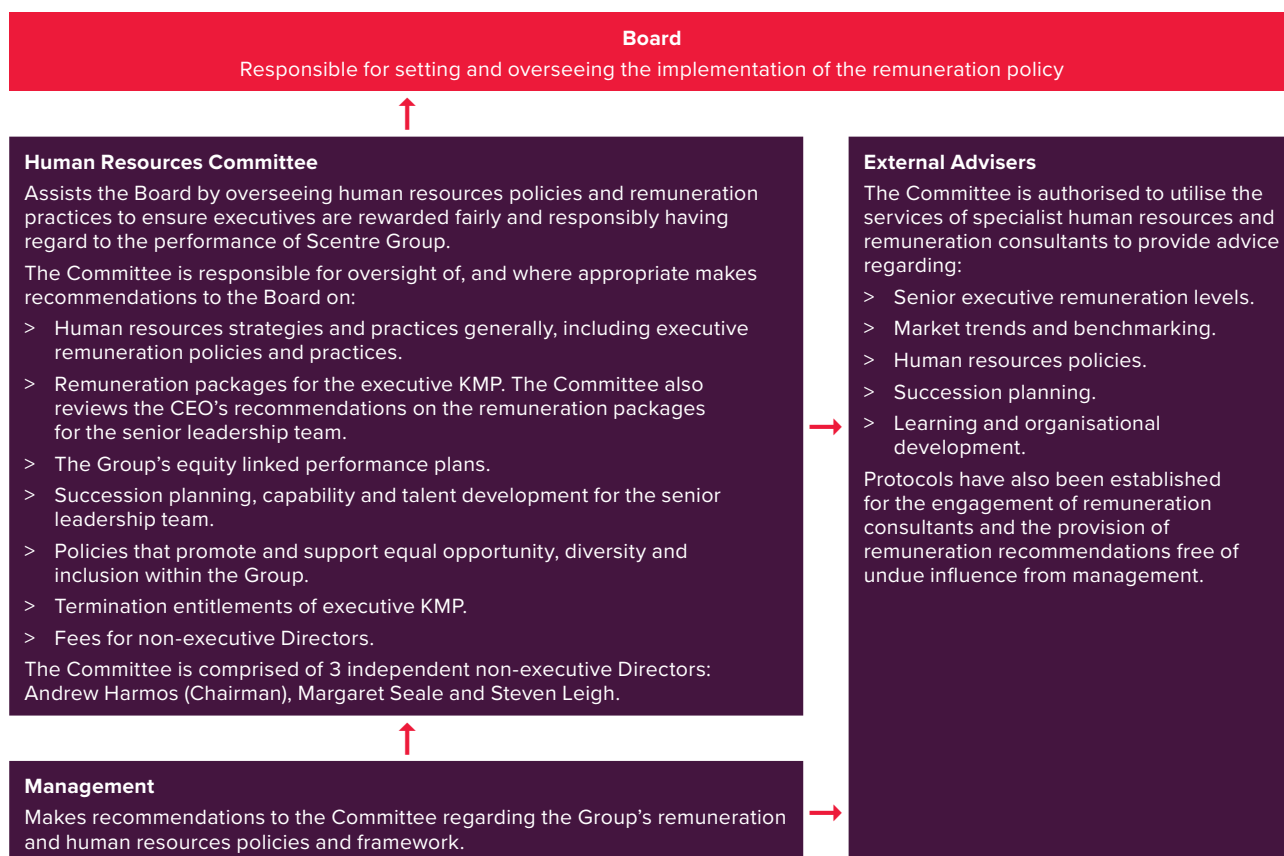 Board
Responsible for setting and overseeing the implementation of the remuneration policy
Human Resources Committee
Assists the Board by overseeing human resources policies and remuneration
practices to ensure executives are rewarded fairly and responsibly having
regard to the performance of Scentre Group.
The Committee is responsible for oversight of, and where appropriate makes
recommendations to the Board on:
> Human resources strategies and practices generally, including executive
remuneration policies and practices.
> Remuneration packages for the executive KMP. The Committee also
reviews the CEO’s recommendations on the remuneration packages
for the senior leadership team.
> The Group’s equity linked performance plans.
> Succession planning, capability and talent development for the senior
leadership team.
> Policies that promote and support equal opportunity, diversity and
inclusion within the Group.
> Termination entitlements of executive KMP.
> Fees for non-executive Directors.
The Committee is comprised of 3 independent non-executive Directors:
Andrew Harmos (Chairman), Margaret Seale and Steven Leigh.
Management
Makes recommendations to the Committee regarding the Group’s remuneration
and human resources policies and framework.
External Advisers
The Committee is authorised to utilise the
services of specialist human resources and
remuneration consultants to provide advice
regarding:
> Senior executive remuneration levels.
> Market trends and benchmarking.
> Human resources policies.
> Succession planning.
> Learning and organisational
development.
Protocols have also been established
for the engagement of remuneration
consultants and the provision of
remuneration recommendations free of
undue influence from management.